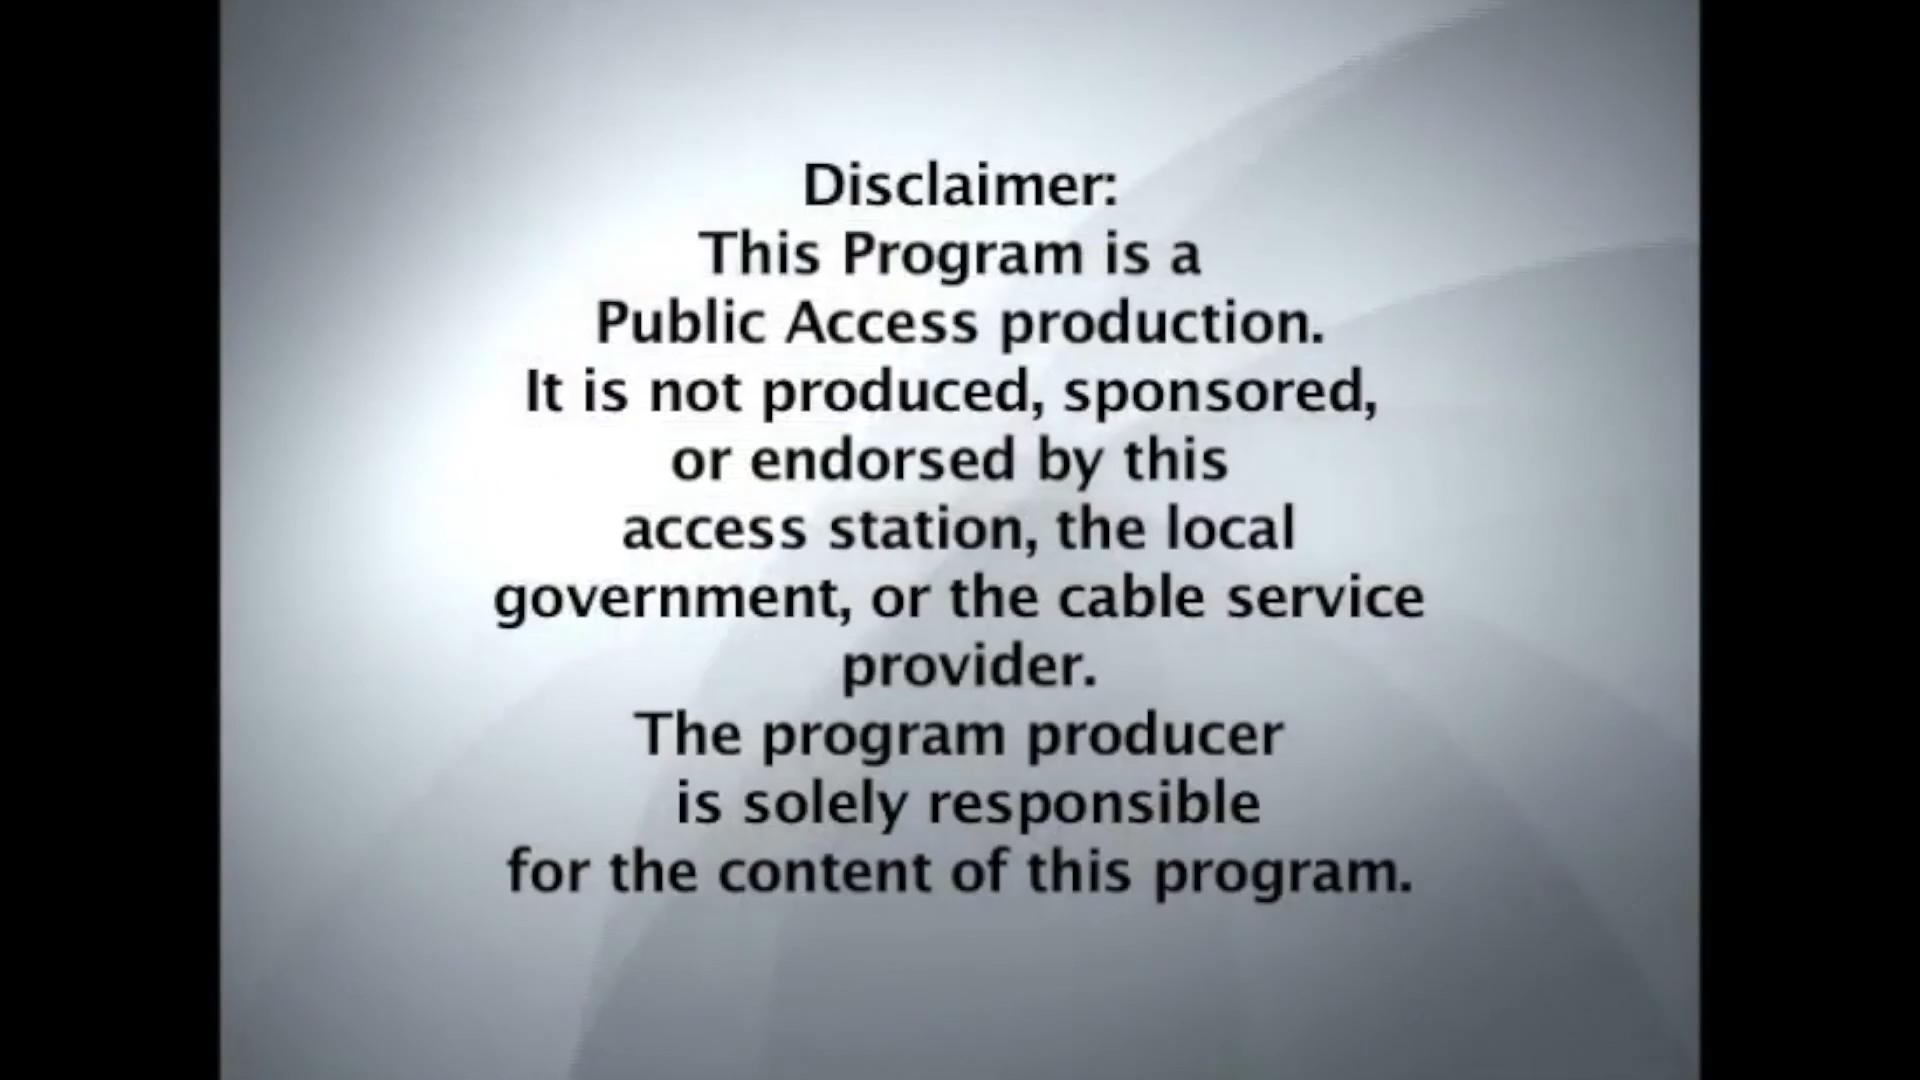 Disclaimer:
This Program is a
Public Access production.
It is not produced, sponsored,
or endorsed by this
access station, the local
government, or the cable service
provider.
The program producer
is solely responsible
for the content of this program.